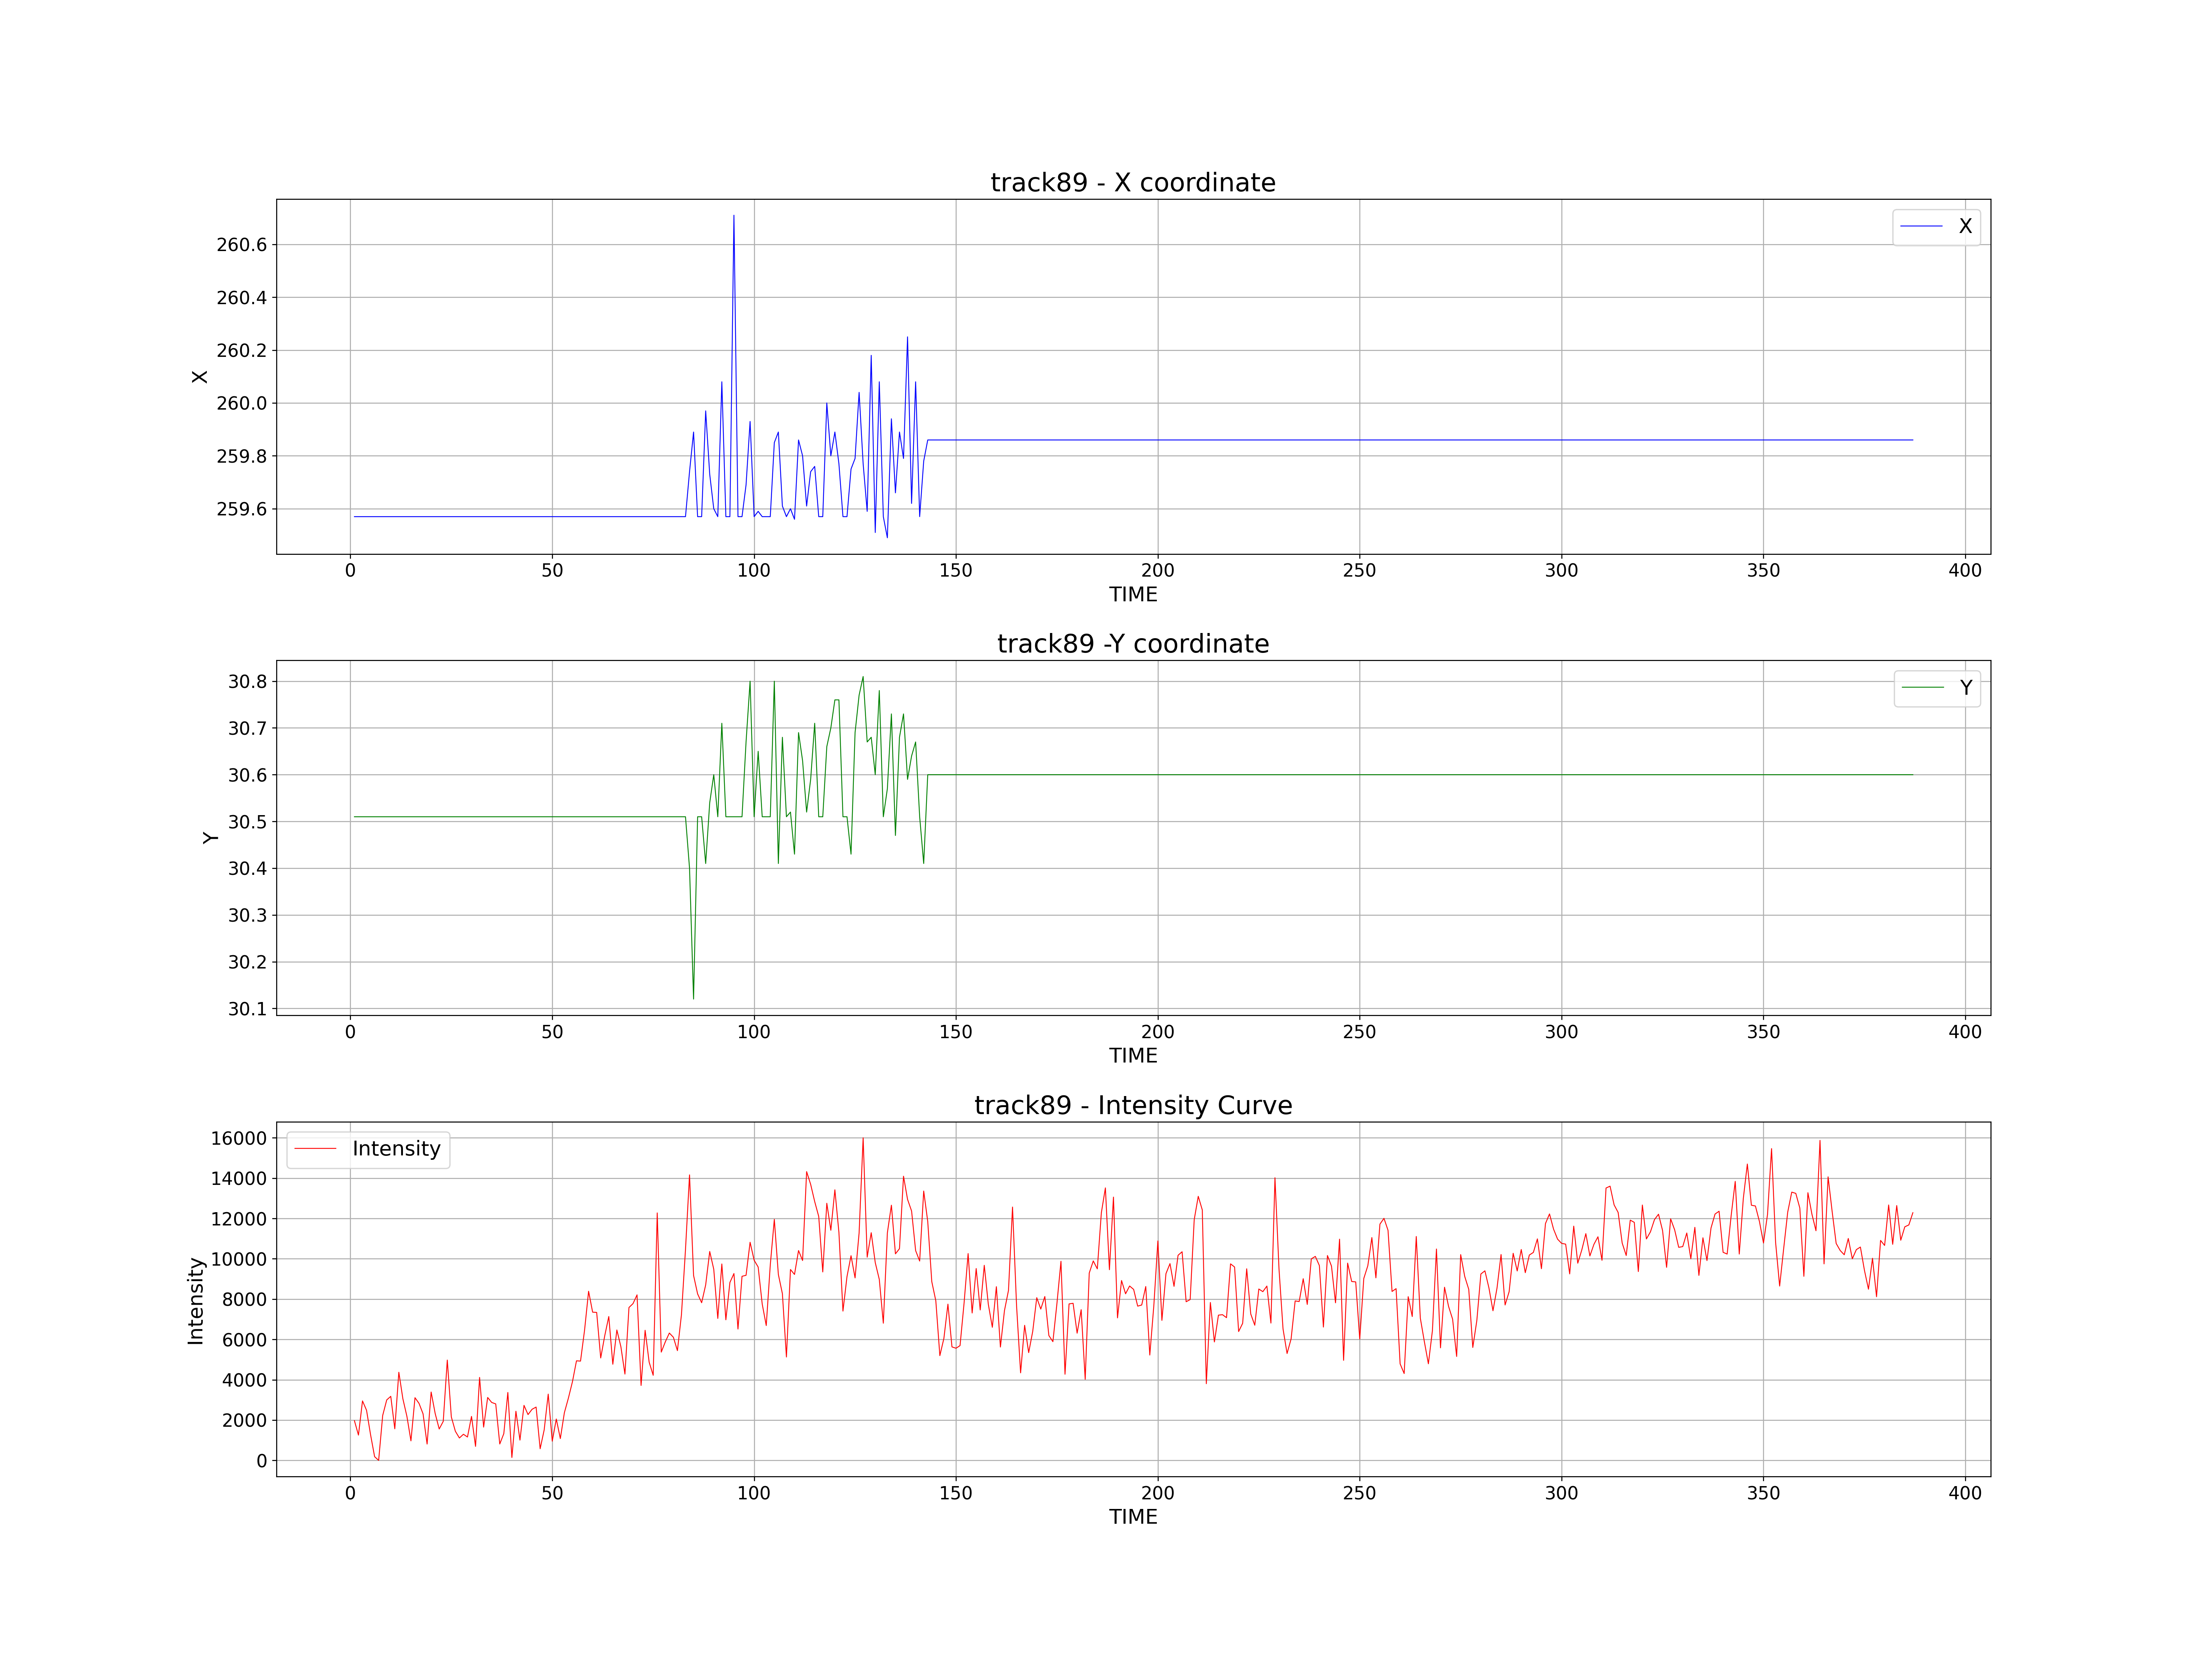 track89 - X coordinate
X
260.6
260.4
260.2
260.0
259.8
259.6
X
0 50 100 150 200 250 300 350 400
TIME
track89 -Y coordinate
Y
30.8
30.7
30.6
30.5
30.4
30.3
30.2
30.1
Y
0 50 100 150 200 250 300 350 400
TIME
track89 - Intensity Curve
Intensity
16000
14000
12000
10000
8000
6000
4000
2000
0
Intensity
0 50 100 150 200 250 300 350 400
TIME